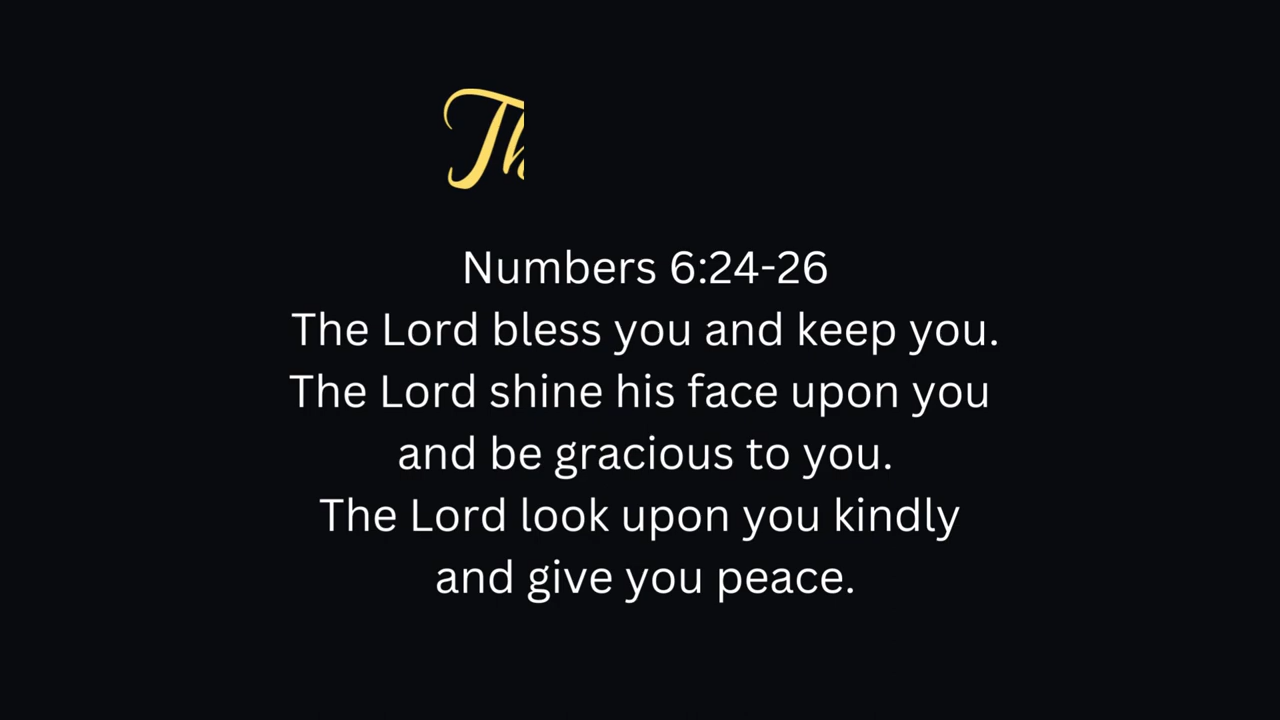 Th
Numbers 6:24-26
The Lord bless you and keep you.
The Lord shine his face upon you
and be gracious to you.
The Lord look upon you kindly
and give you peace.